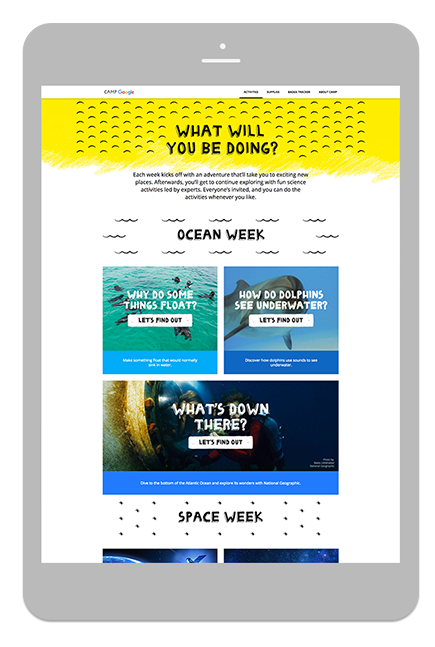 CAMP Google
ACTIVITIES SUPPLIES BADGE TRACKER ABOUT CAMP
WHAT WILL
YOU BE DOING?
Each week kicks off with an adventure that'll take you to exciting new
places. Afterwards, you'll get to continue exploring with fun science
activities led by experts. Everyone's invited, and you can do the
activities whenever you like.
OCEAN WEEK
WHY DO SOME
THINGS FLOAT?
LET'S FIND OUT
Make something float that would normally
sink in water.
HOW DO DOLPHINS
SEE UNDERWATER?
LET'S FIND OUT
Discover how dolphins use sounds to see
underwater.
WHAT'S DOWN
THERE?
LET'S FIND OUT
Photo by
National Geographic
Dive to the bottom of the Atlantic Ocean and explore its wonders with National Geographic.
SPACE WEEK